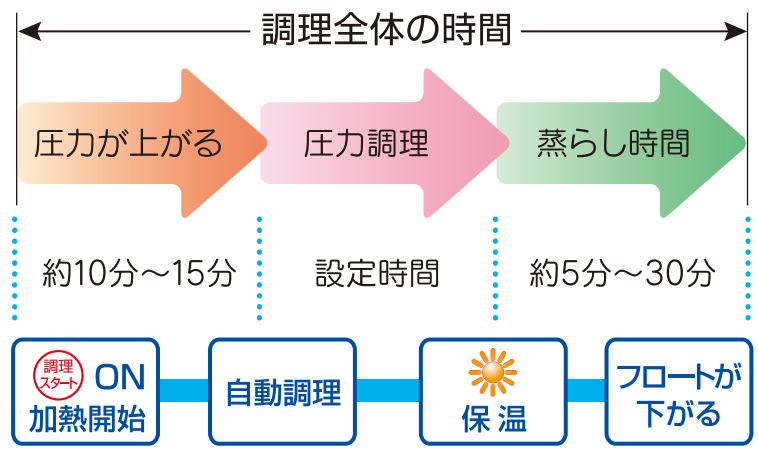 調理全体の時間
圧力が上がる
圧力調理
蒸らし時間
約10分〜15分
設定時間
約5分〜30分
調理
スタート
ON
加熱開始
自動調理
保温
フロートが
下がる